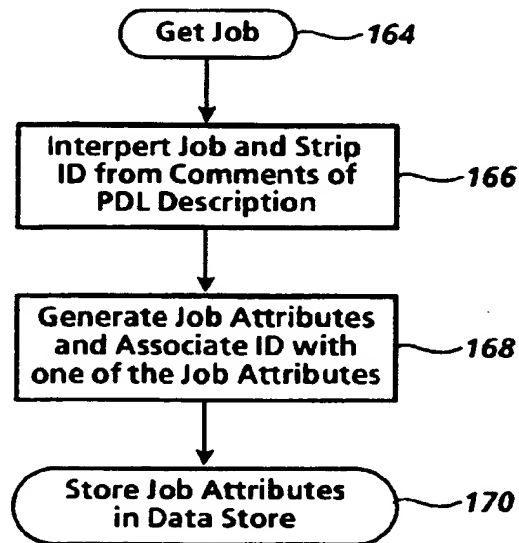 Get Job
164
Interpert Job and Strip
ID from Comments of
PDL Description
166
Generate Job Attributes
and Associate ID with
one of the Job Attributes
168
Store Job Attributes
in Data Store
170